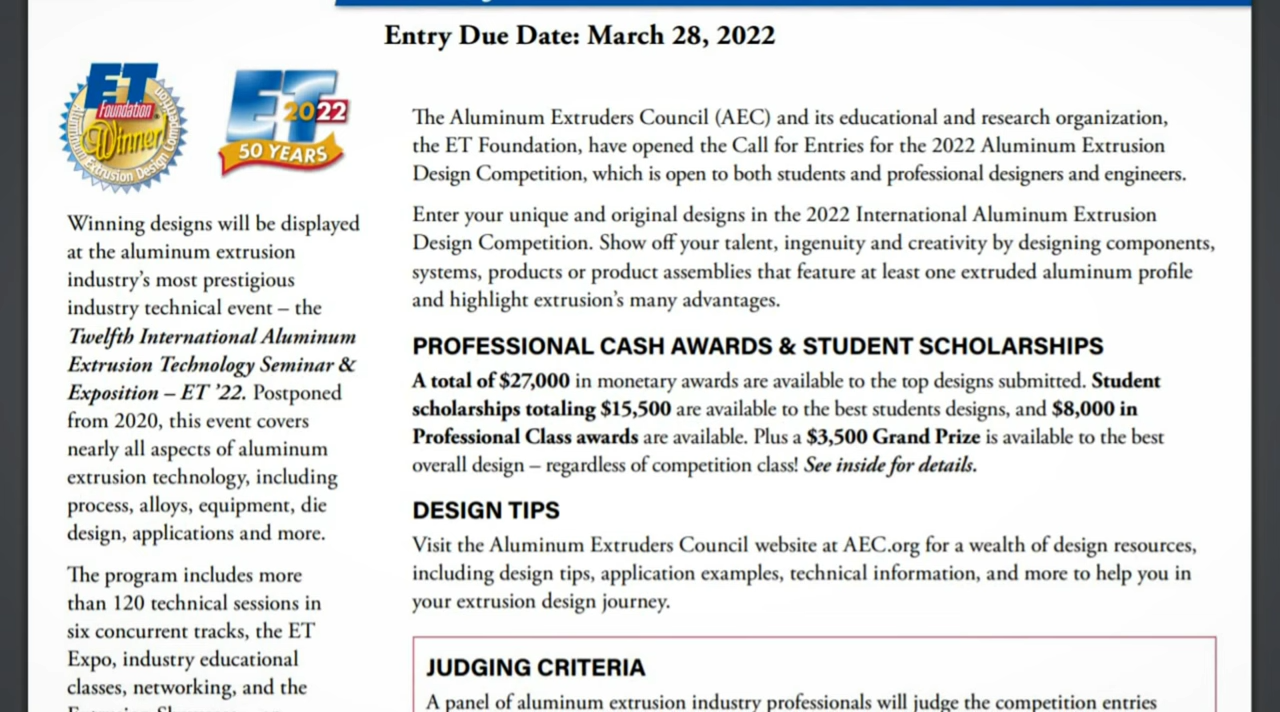 Entry Due Date: March 28, 2022
ET
Foundation
Winner
Aluminum Extrusion Design Competition
ET
2022
50 YEARS
Winning designs will be displayed
at the aluminum extrusion
industry's most prestigious
industry technical event – the
Twelfth International Aluminum
Extrusion Technology Seminar &
Exposition – ET '22. Postponed
from 2020, this event covers
nearly all aspects of aluminum
extrusion technology, including
process, alloys, equipment, die
design, applications and more.
The program includes more
than 120 technical sessions in
six concurrent tracks, the ET
Expo, industry educational
classes, networking, and the
The Aluminum Extruders Council (AEC) and its educational and research organization,
the ET Foundation, have opened the Call for Entries for the 2022 Aluminum Extrusion
Design Competition, which is open to both students and professional designers and engineers.
Enter your unique and original designs in the 2022 International Aluminum Extrusion
Design Competition. Show off your talent, ingenuity and creativity by designing components,
systems, products or product assemblies that feature at least one extruded aluminum profile
and highlight extrusion's many advantages.
PROFESSIONAL CASH AWARDS & STUDENT SCHOLARSHIPS
A total of $27,000 in monetary awards are available to the top designs submitted. Student
scholarships totaling $15,500 are available to the best students designs, and $8,000 in
Professional Class awards are available. Plus a $3,500 Grand Prize is available to the best
overall design – regardless of competition class! See inside for details.
DESIGN TIPS
Visit the Aluminum Extruders Council website at AEC.org for a wealth of design resources,
including design tips, application examples, technical information, and more to help you in
your extrusion design journey.
JUDGING CRITERIA
A panel of aluminum extrusion industry professionals will judge the competition entries